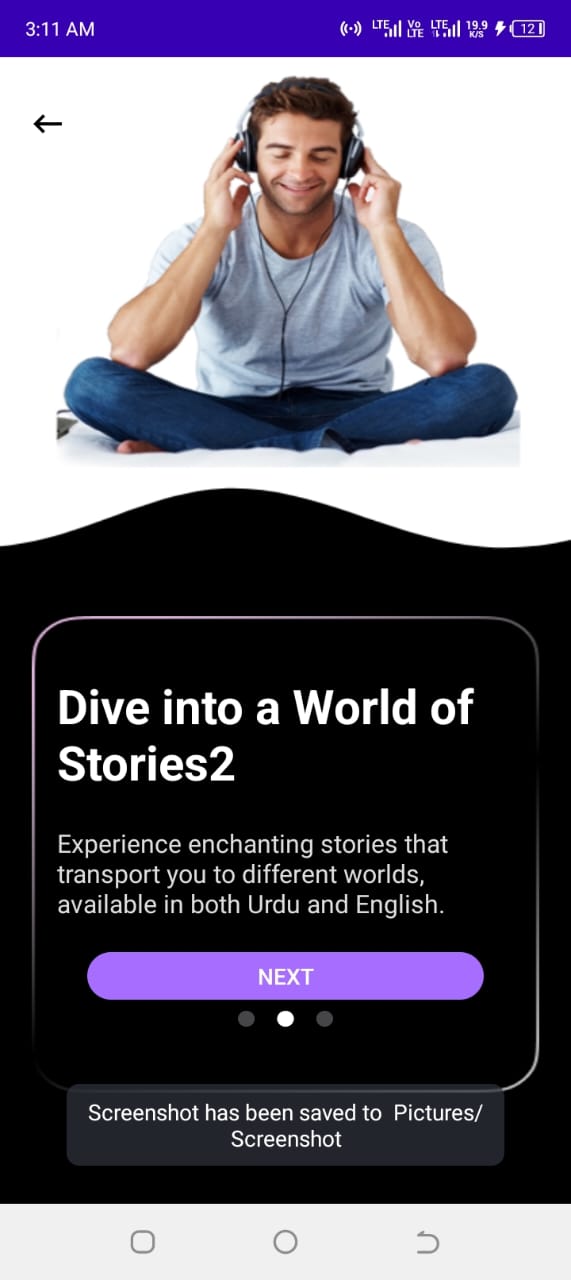 3:11 AM LTE Vo LTE LTE 19.9 K/S 12
Dive into a World of
Stories2
Experience enchanting stories that
transport you to different worlds,
available in both Urdu and English.
NEXT
Screenshot has been saved to  Pictures/
Screenshot